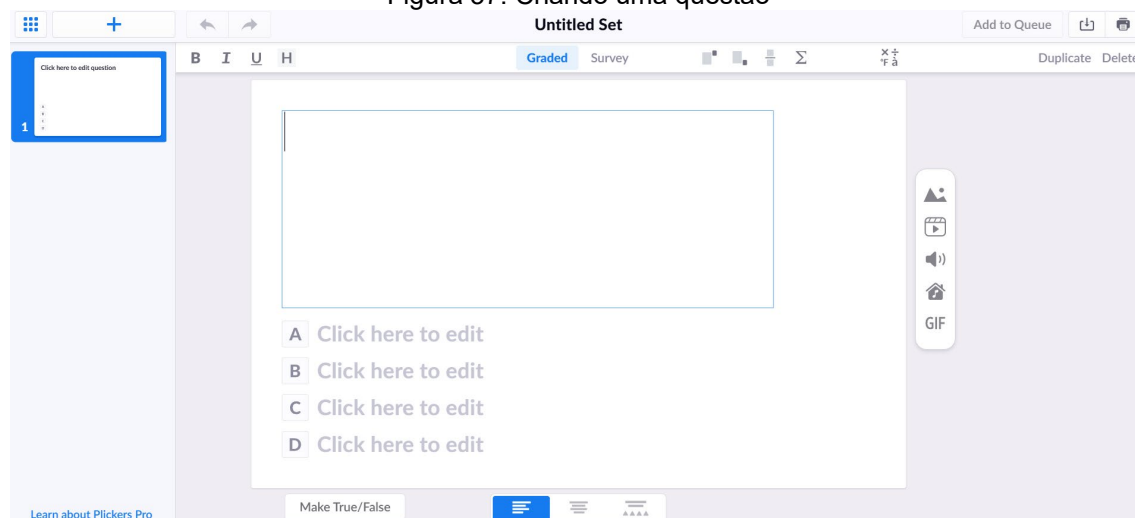 Figura 37: Criando uma questão
+
Untitled Set
Add to Queue
B I U H
Graded Survey
Σ
×÷
°F à
Duplicate Delete
Click here to edit question
1
A Click here to edit
B Click here to edit
C Click here to edit
D Click here to edit
GIF
Make True/False
Learn about Plickers Pro